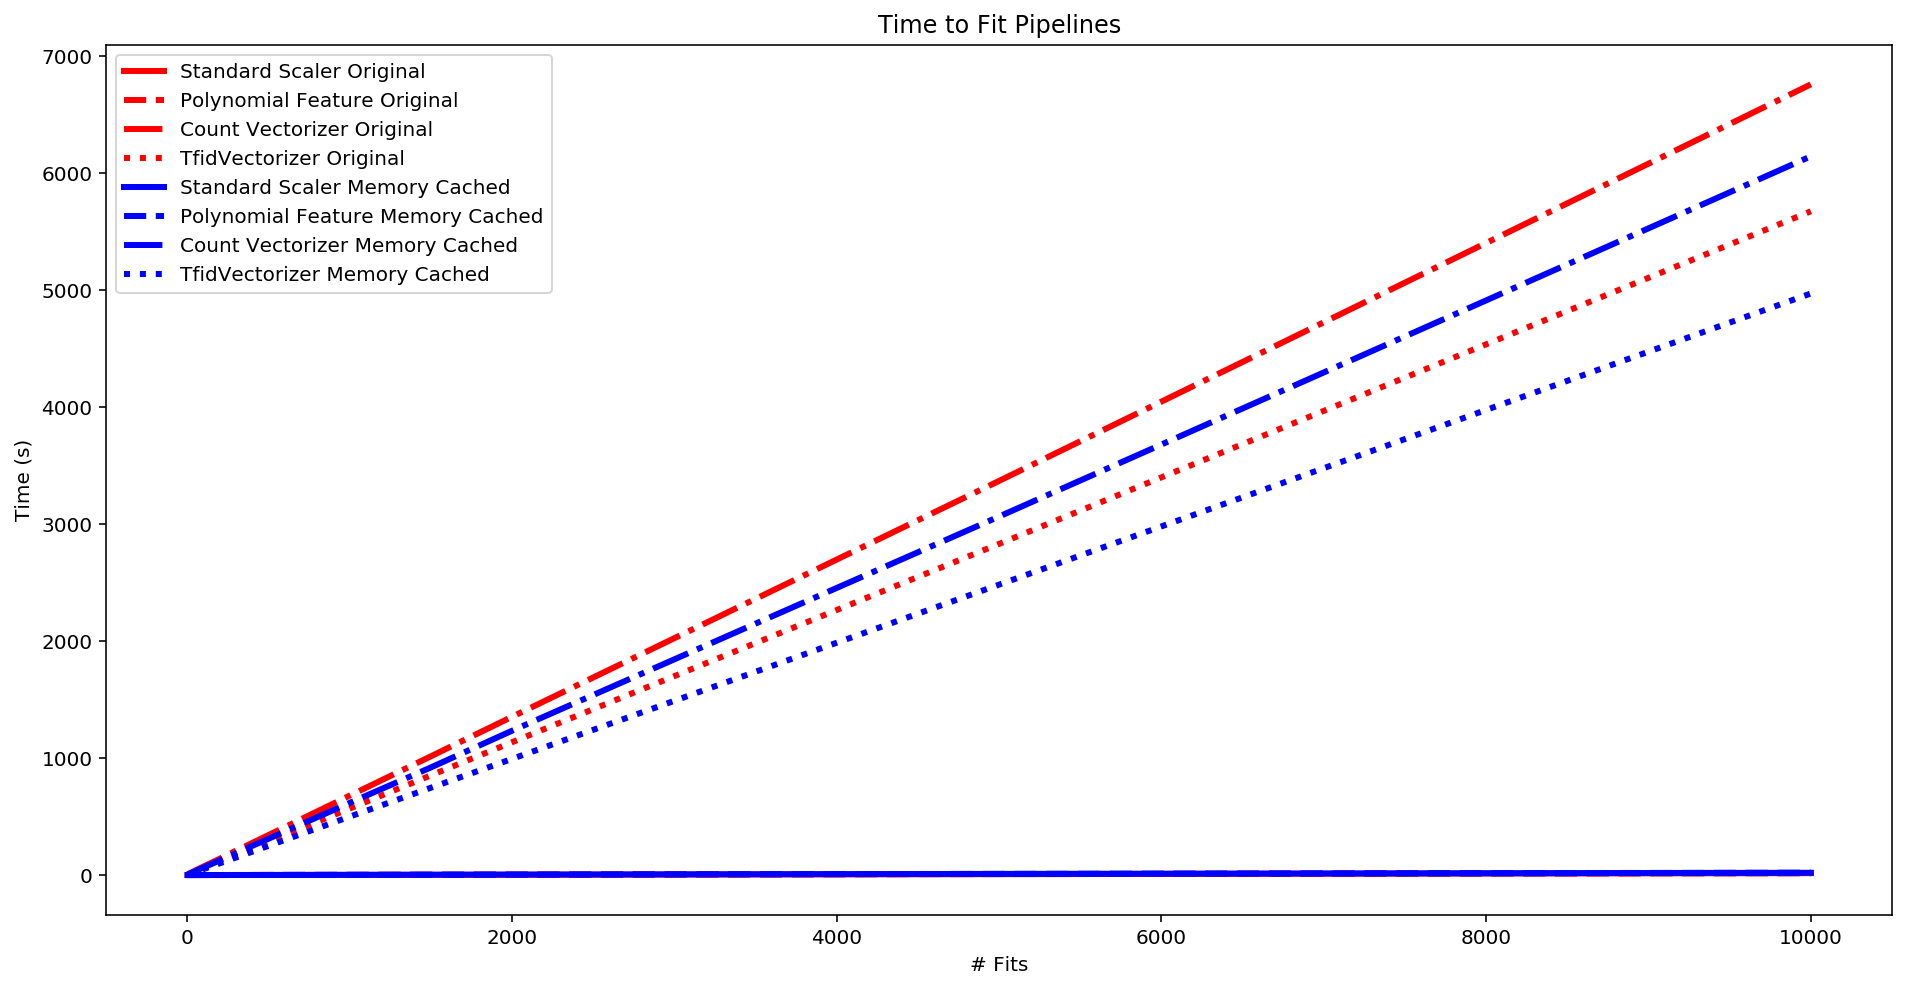 Time to Fit Pipelines
7000
6000
5000
4000
3000
2000
1000
0
Time (s)
Standard Scaler Original
Polynomial Feature Original
Count Vectorizer Original
TfidVectorizer Original
Standard Scaler Memory Cached
Polynomial Feature Memory Cached
Count Vectorizer Memory Cached
TfidVectorizer Memory Cached
0 2000 4000 6000 8000 10000
# Fits